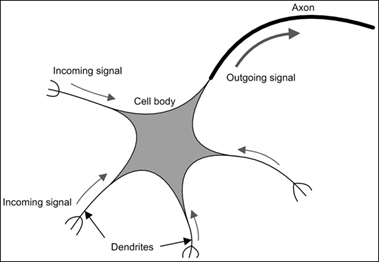 Axon
Incoming signal
Outgoing signal
Cell body
Incoming signal
Dendrites